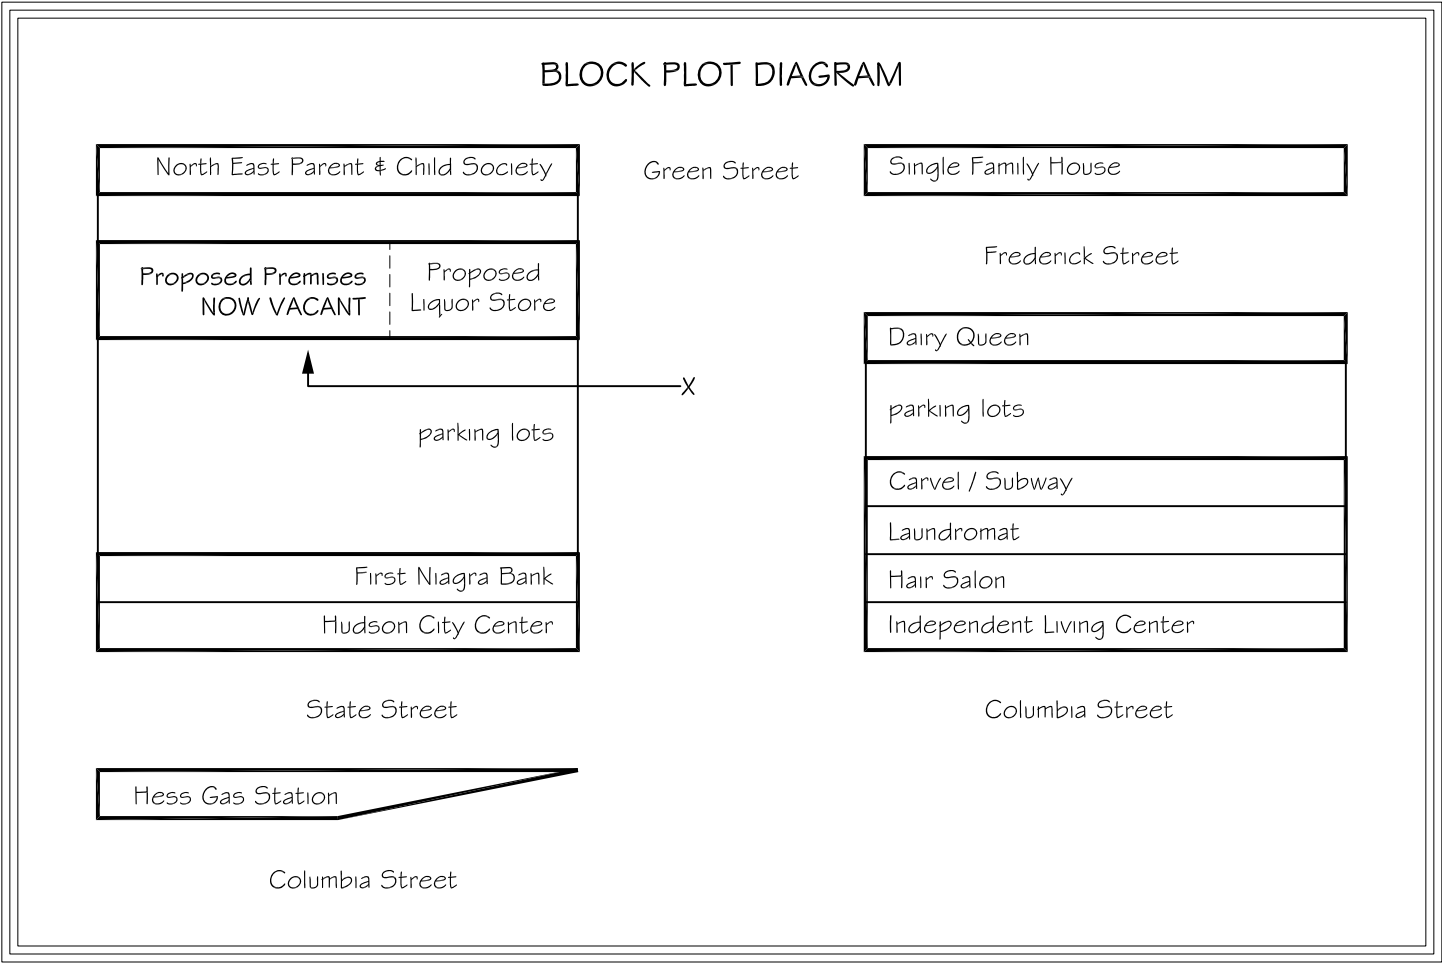 BLOCK PLOT DIAGRAM
North East Parent & Child Society
Green Street
Single Family House
Frederick Street
Proposed Premises
NOW VACANT
Proposed
Liquor Store
Dairy Queen
X
parking lots
parking lots
Carvel / Subway
Laundromat
First Niagra Bank
Hair Salon
Hudson City Center
Independent Living Center
State Street
Columbia Street
Hess Gas Station
Columbia Street